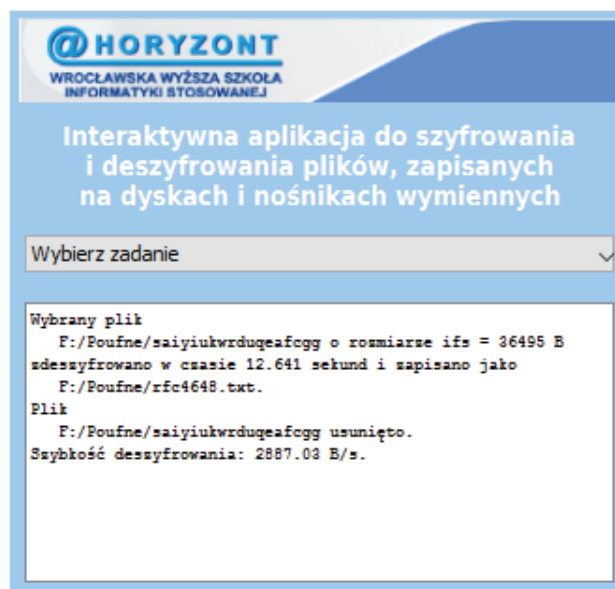 @HORYZONT
WROCŁAWSKA WYŻSZA SZKOŁA
INFORMATYKI STOSOWANEJ
Interaktywna aplikacja do szyfrowania
i deszyfrowania plików, zapisanych
na dyskach i nośnikach wymiennych
Wybierz zadanie
Wybrany plik
F:/Poufne/saiyiukwrduqeafcgg o rozmiarze ifs = 36495 B
zdeszyfrowano w czasie 12.641 sekund i zapisano jako
F:/Poufne/rfc4648.txt.
Plik
F:/Poufne/saiyiukwrduqeafcgg usunięto.
Szybkość deszyfrowania: 2887.03 B/s.